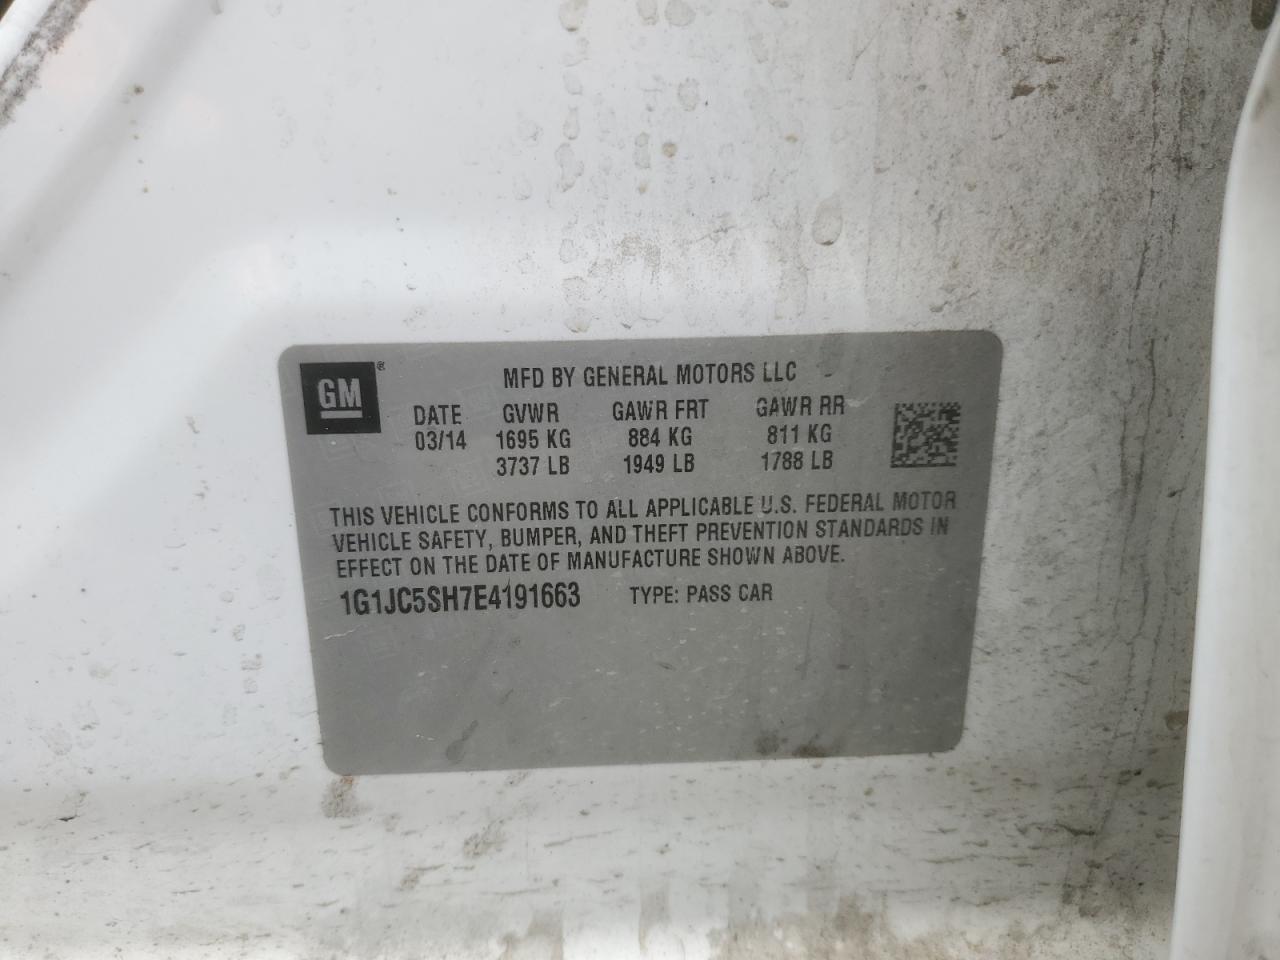 GM®
MFD BY GENERAL MOTORS LLC
DATE GVWR GAWR FRT GAWR RR
03/14 1695 KG 884 KG 811 KG
3737 LB 1949 LB 1788 LB
THIS VEHICLE CONFORMS TO ALL APPLICABLE U.S. FEDERAL MOTOR
VEHICLE SAFETY, BUMPER, AND THEFT PREVENTION STANDARDS IN
EFFECT ON THE DATE OF MANUFACTURE SHOWN ABOVE.
1G1JC5SH7E4191663 TYPE: PASS CAR